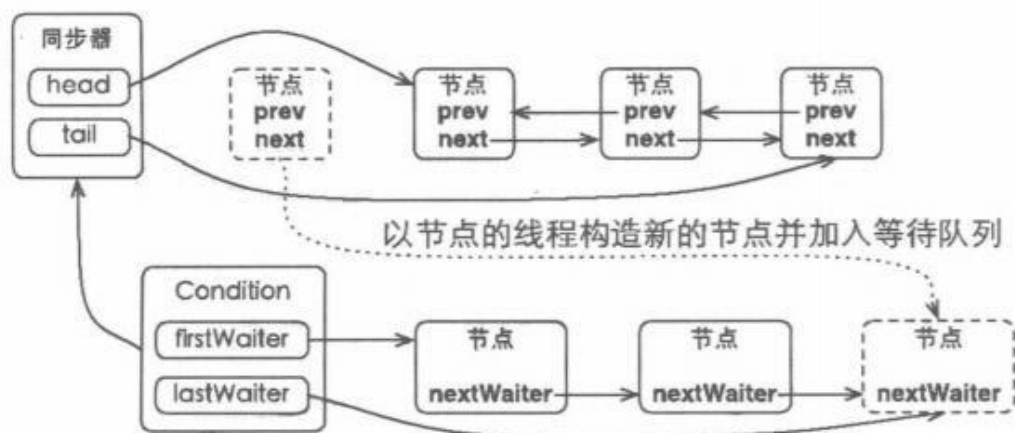 同步器
head
tail
节点
prev
next
节点
prev
next
节点
prev
next
节点
prev
next
以节点的线程构造新的节点并加入等待队列
Condition
firstWaiter
lastWaiter
节点
nextWaiter
节点
nextWaiter
节点
nextWaiter